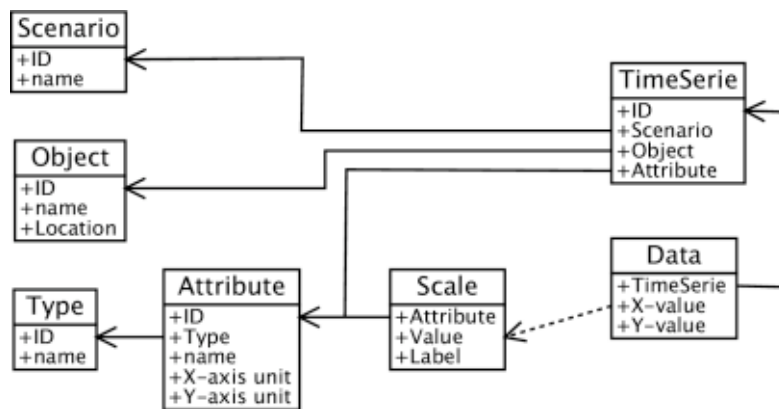 Scenario
+ID
+name
TimeSerie
+ID
+Scenario
+Object
+Attribute
Object
+ID
+name
+Location
Type
+ID
+name
Attribute
+ID
+Type
+name
+X-axis unit
+Y-axis unit
Scale
+Attribute
+Value
+Label
Data
+TimeSerie
+X-value
+Y-value